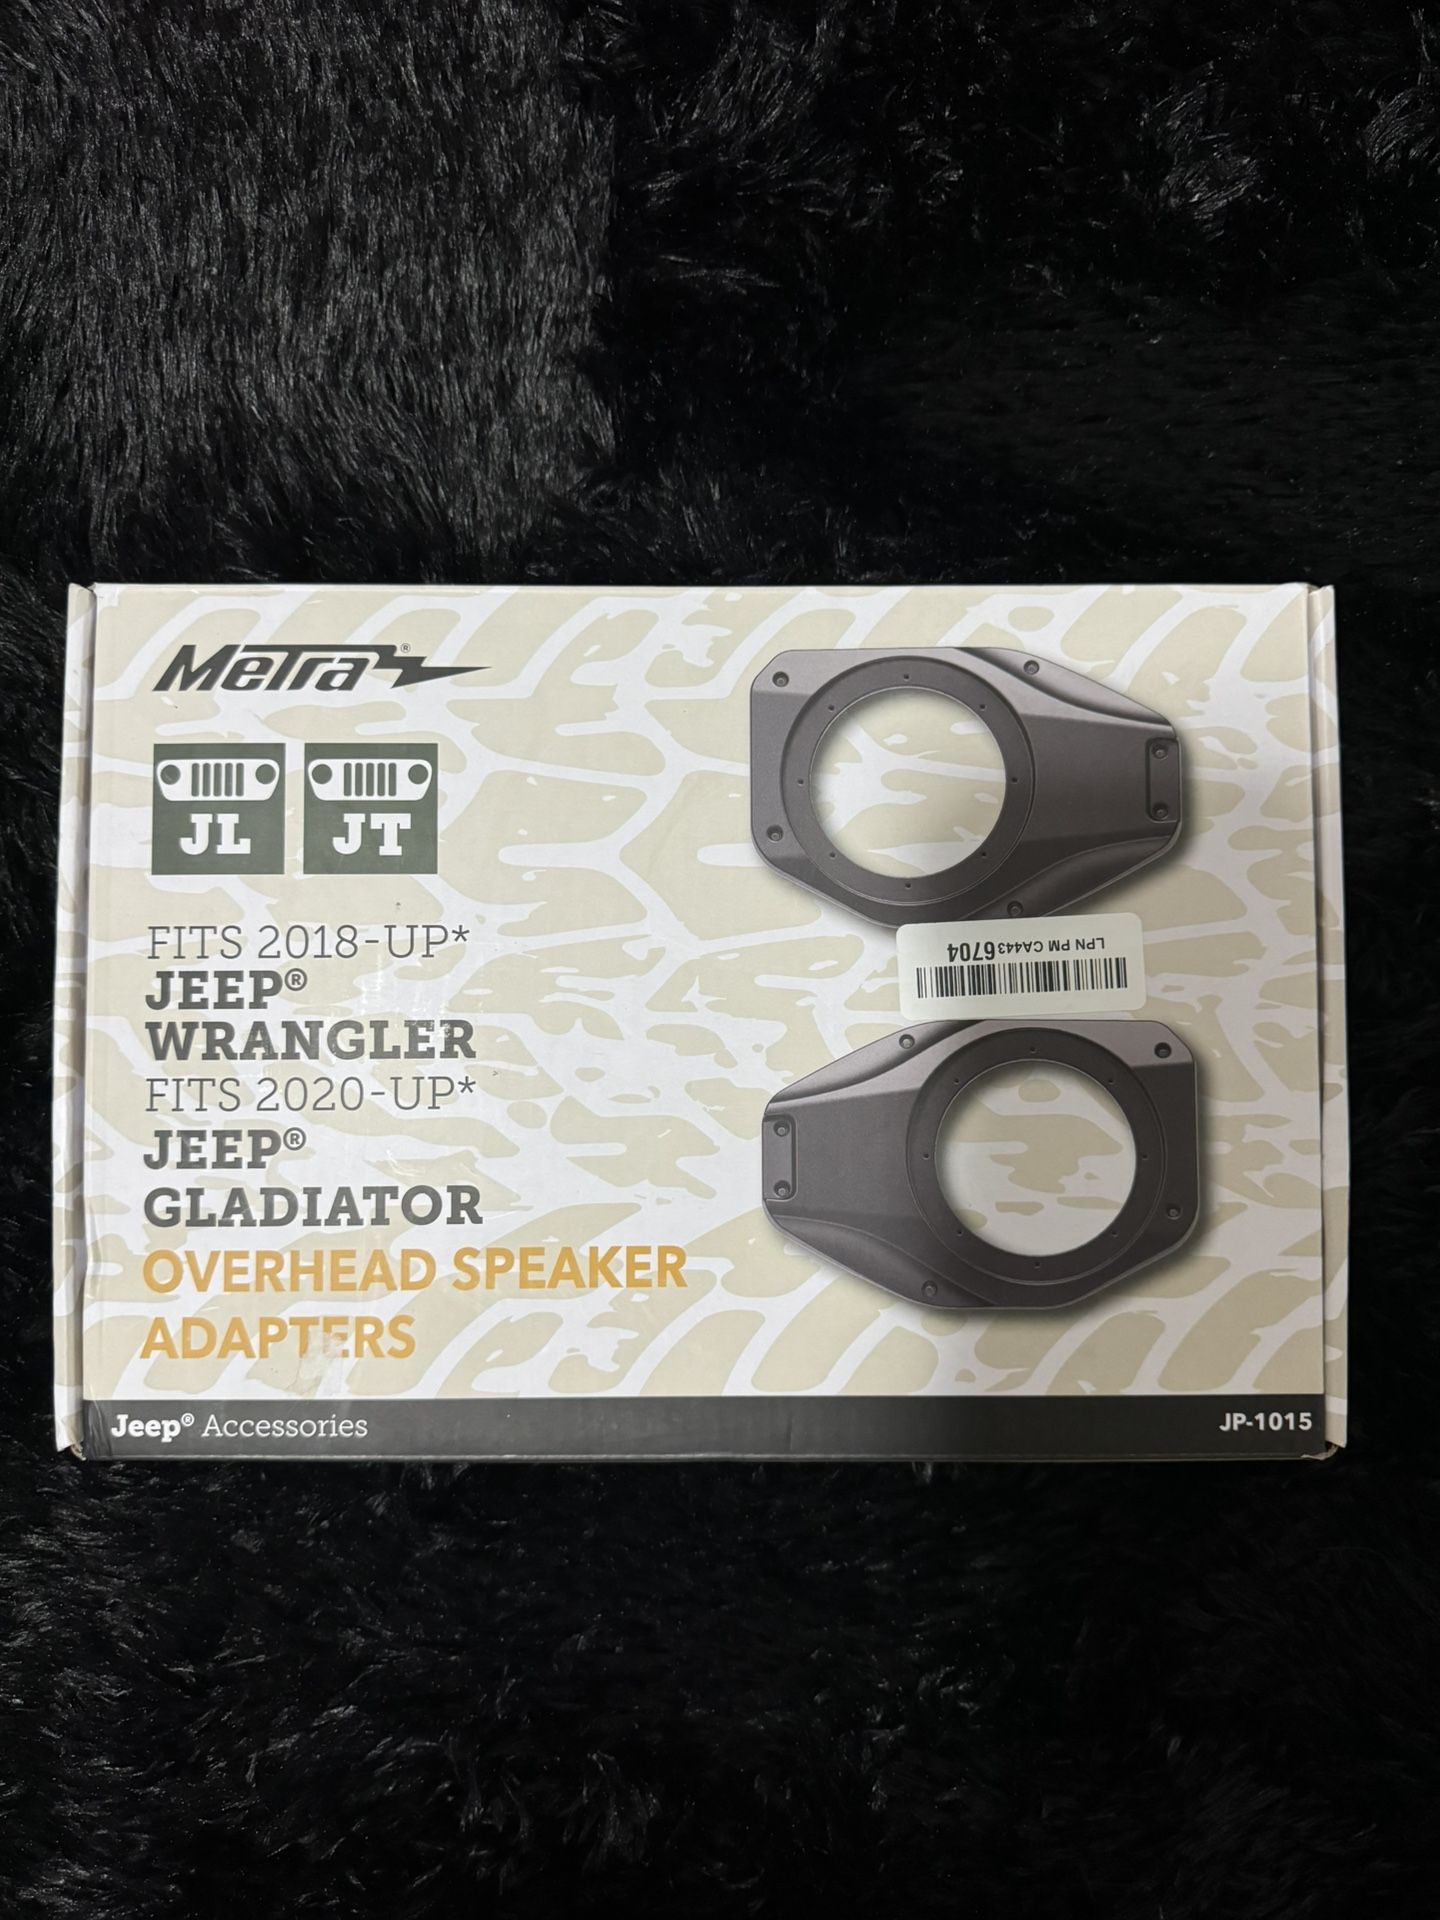 Metra®
JL JT
FITS 2018-UP*
JEEP®
WRANGLER
FITS 2020-UP*
JEEP®
GLADIATOR
OVERHEAD SPEAKER
ADAPTERS
LPN PM CA4436704
Jeep® Accessories
JP-1015